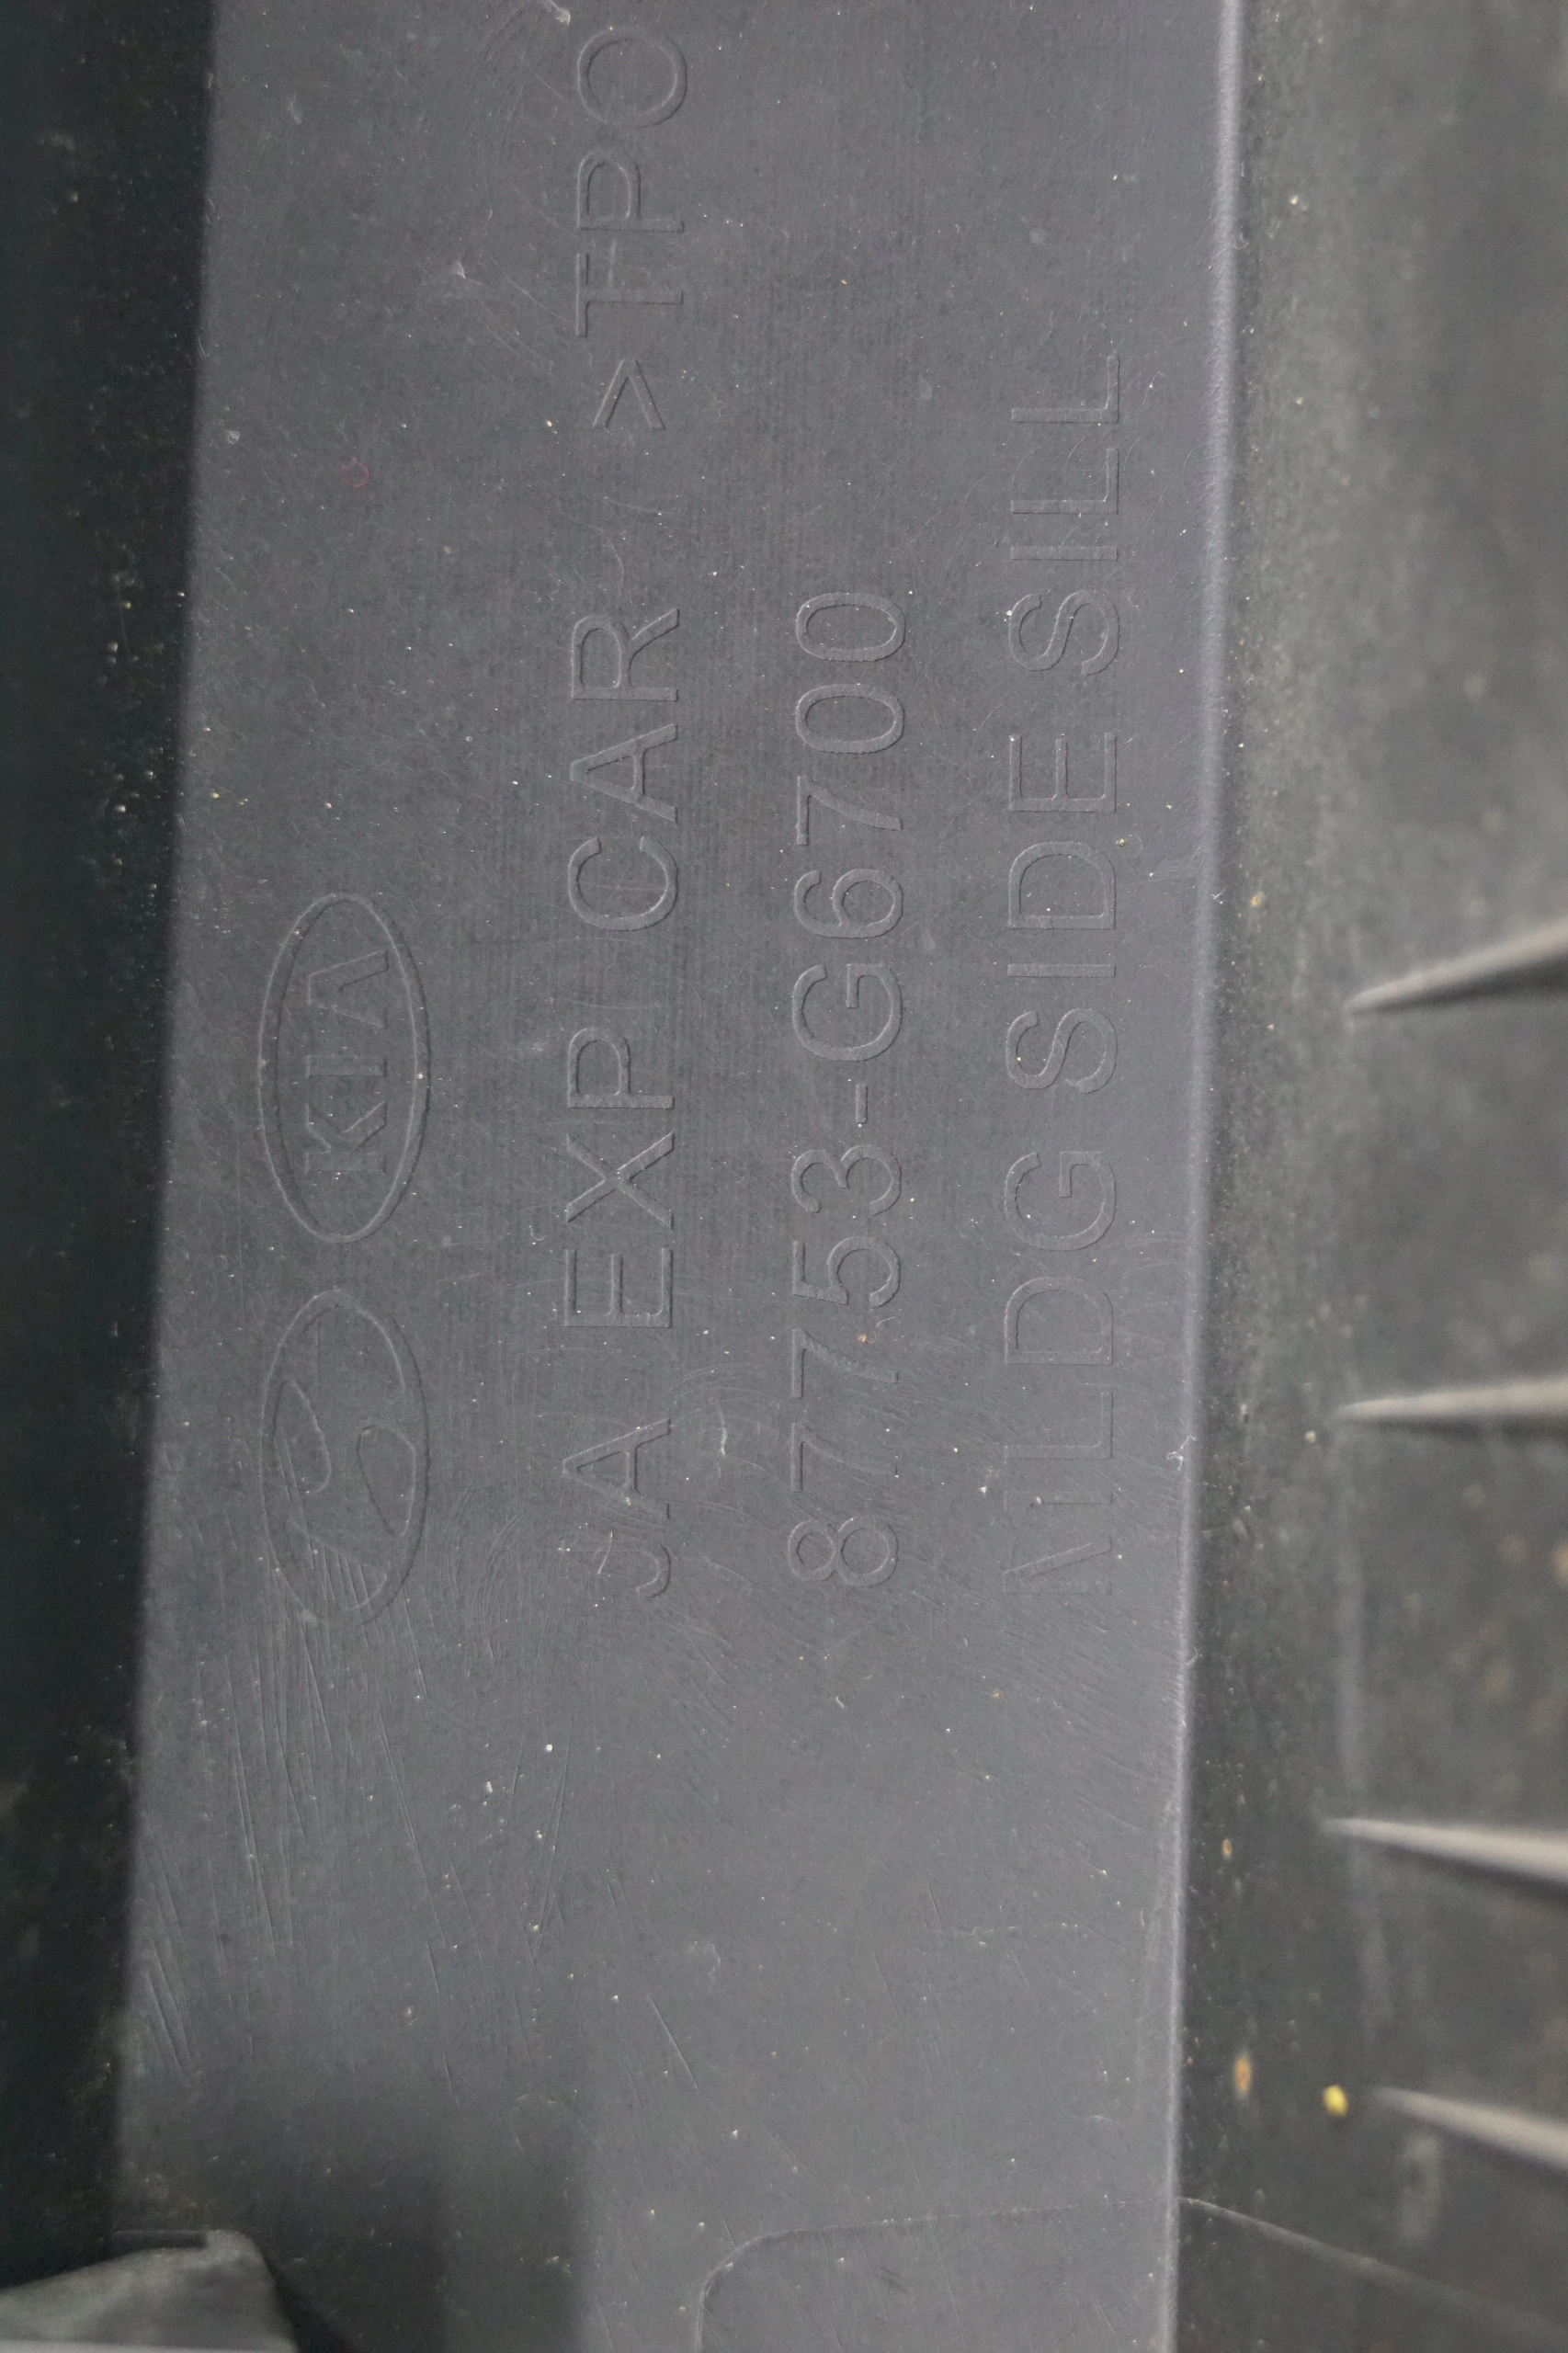 KIA
JA EXP CAR >TPO
87753-G6700
MLDG SIDE SILL